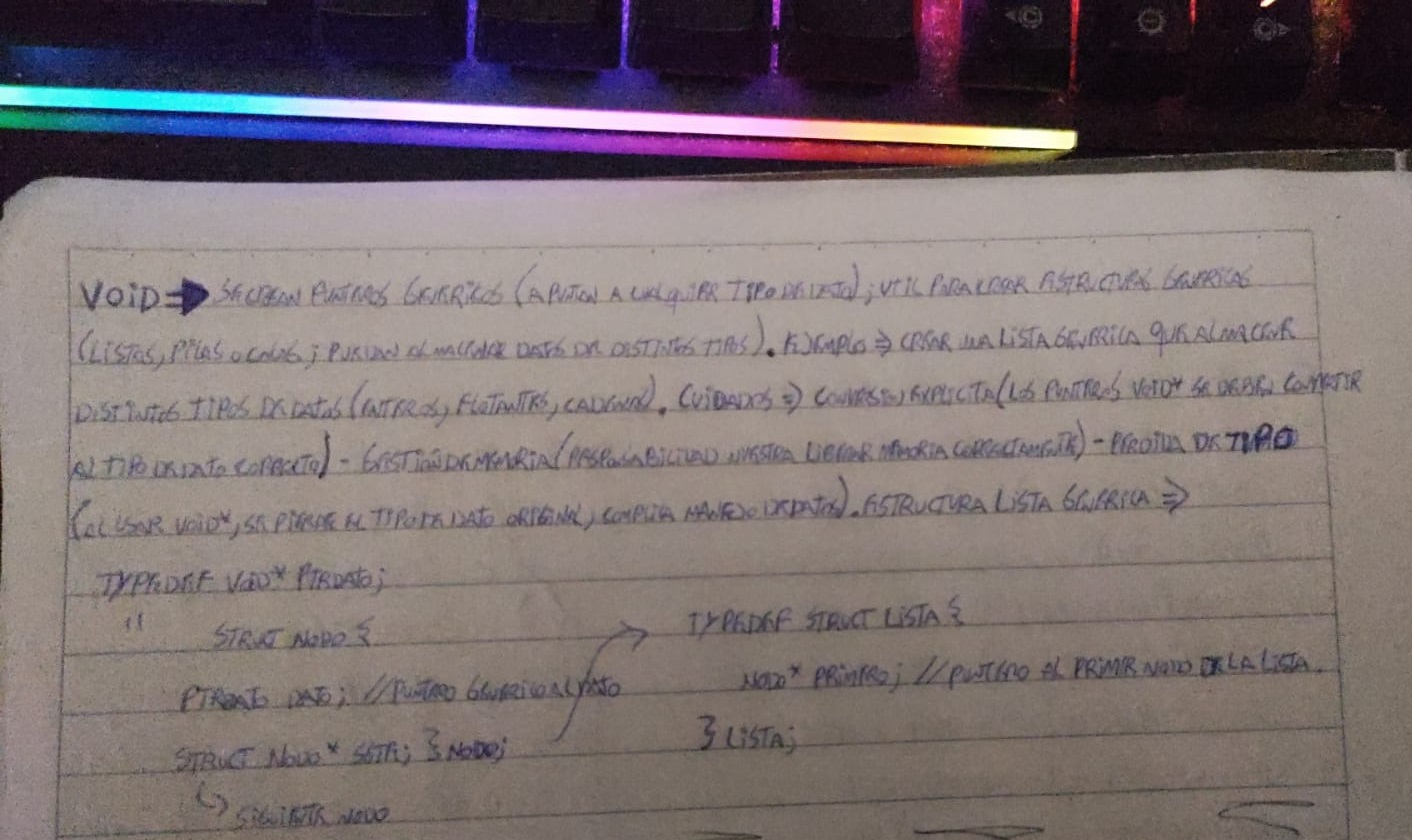 VOID ⇒ SE CREAN PUNTEROS GENERICOS (APUNTAN A CUALQUIER TIPO DE DATO); UTIL PARA CREAR ESTRUCTURAS GENERICAS
(LISTAS, PILAS O COLAS; PUEDAN ALMACENAR DATOS DE DISTINTOS TIPOS). EJEMPLO ⇒ CREAR UNA LISTA GENERICA QUE ALMACENE
DISTINTOS TIPOS DE DATOS (ENTEROS, FLOTANTES, CADENAS). CUIDADOS ⇒ CONVERSION EXPLICITA (LOS PUNTEROS VOID* SE DEBEN CONVERTIR
AL TIPO DE DATO CORRECTO) - GESTIÓN DE MEMORIA (RESPONSABILIDAD NUESTRA LIBERAR MEMORIA CORRECTAMENTE) - PERDIDA DE TIPO
(AL USAR VOID*, SE PIERDE EL TIPO DE DATO ORIGINAL, COMPLICA MANEJO DE DATOS). ESTRUCTURA LISTA GENERICA ⇒
TYPEDEF VOID* PTRDATO;
" STRUCT NODO {
PTRDATO DATO; //PUNTERO GENERICO AL DATO
STRUCT NODO* SGTE; } NODO;
↳ SIGUIENTE NODO
TYPEDEF STRUCT LISTA {
NODO* PRIMERO; //PUNTERO AL PRIMER NODO DE LA LISTA.
} LISTA;